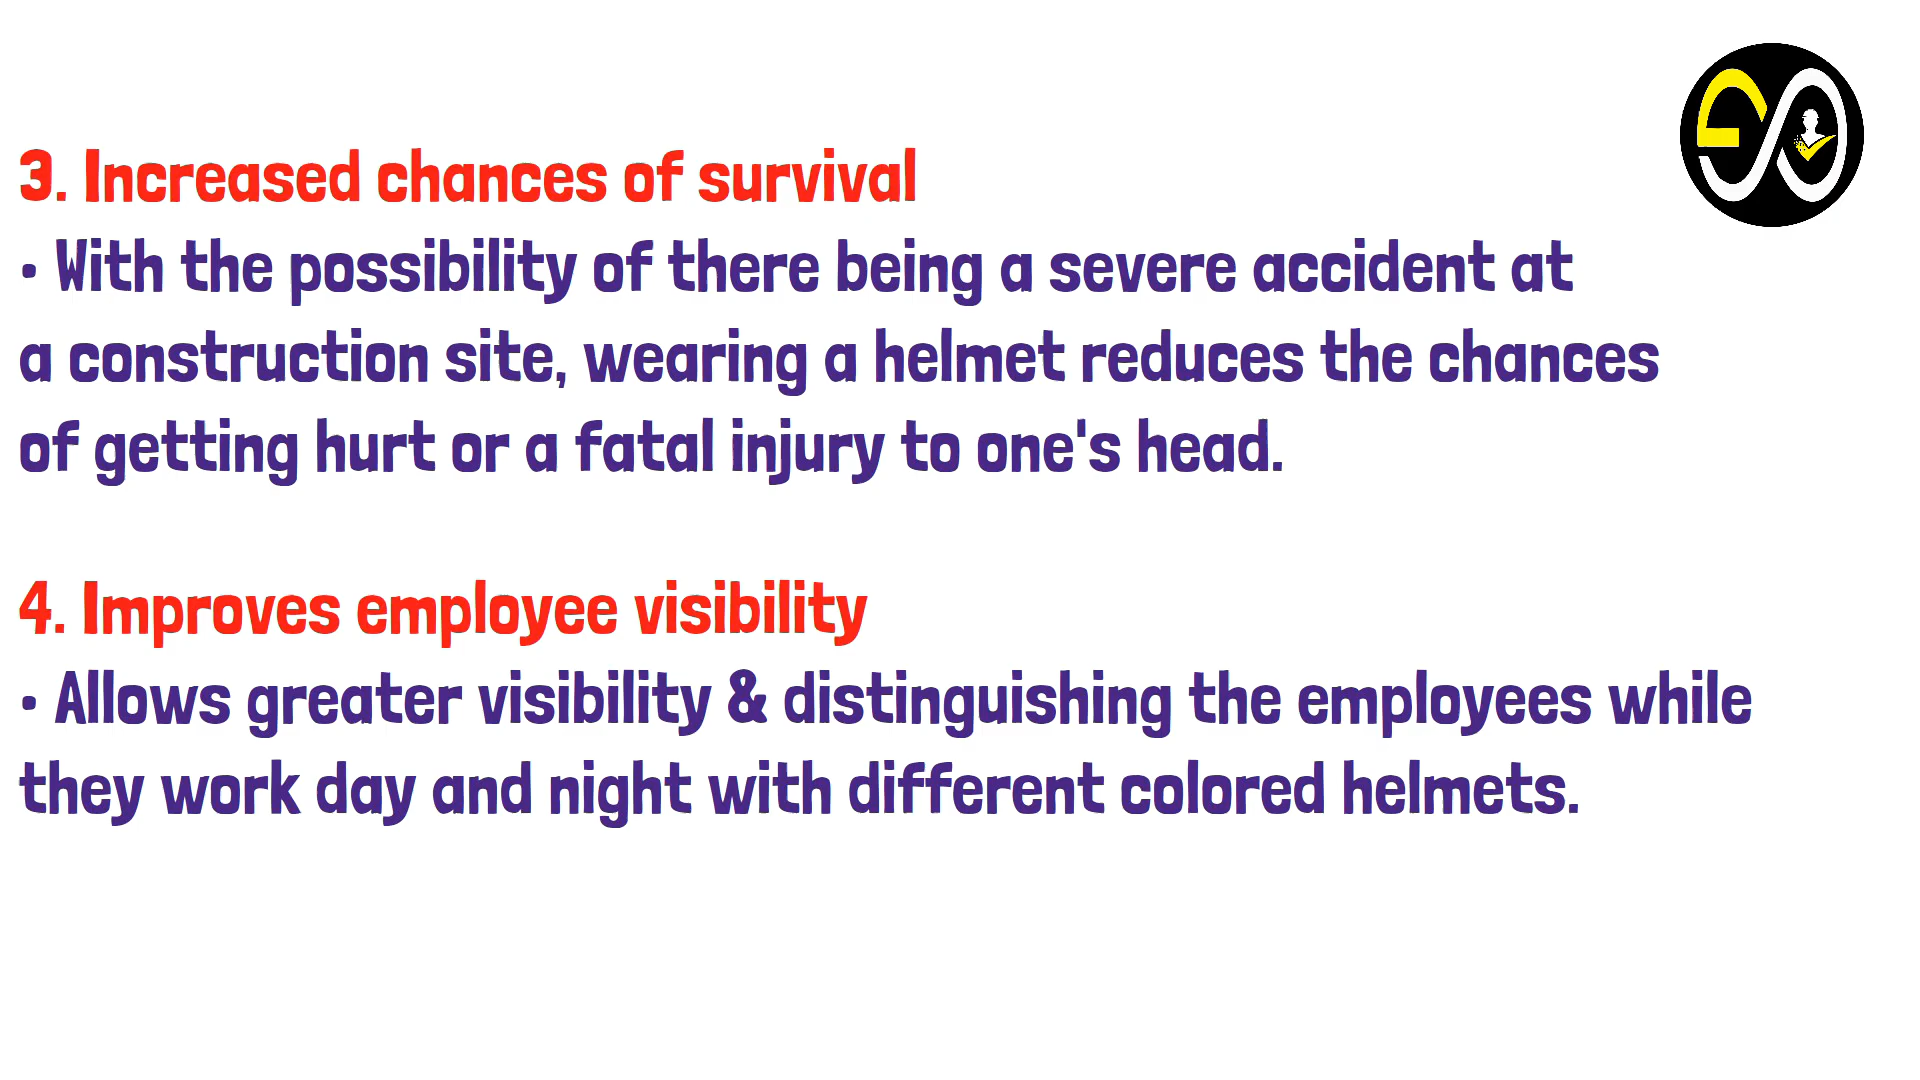 3. Increased chances of survival
• With the possibility of there being a severe accident at
a construction site, wearing a helmet reduces the chances
of getting hurt or a fatal injury to one's head.
4. Improves employee visibility
• Allows greater visibility & distinguishing the employees while
they work day and night with different colored helmets.